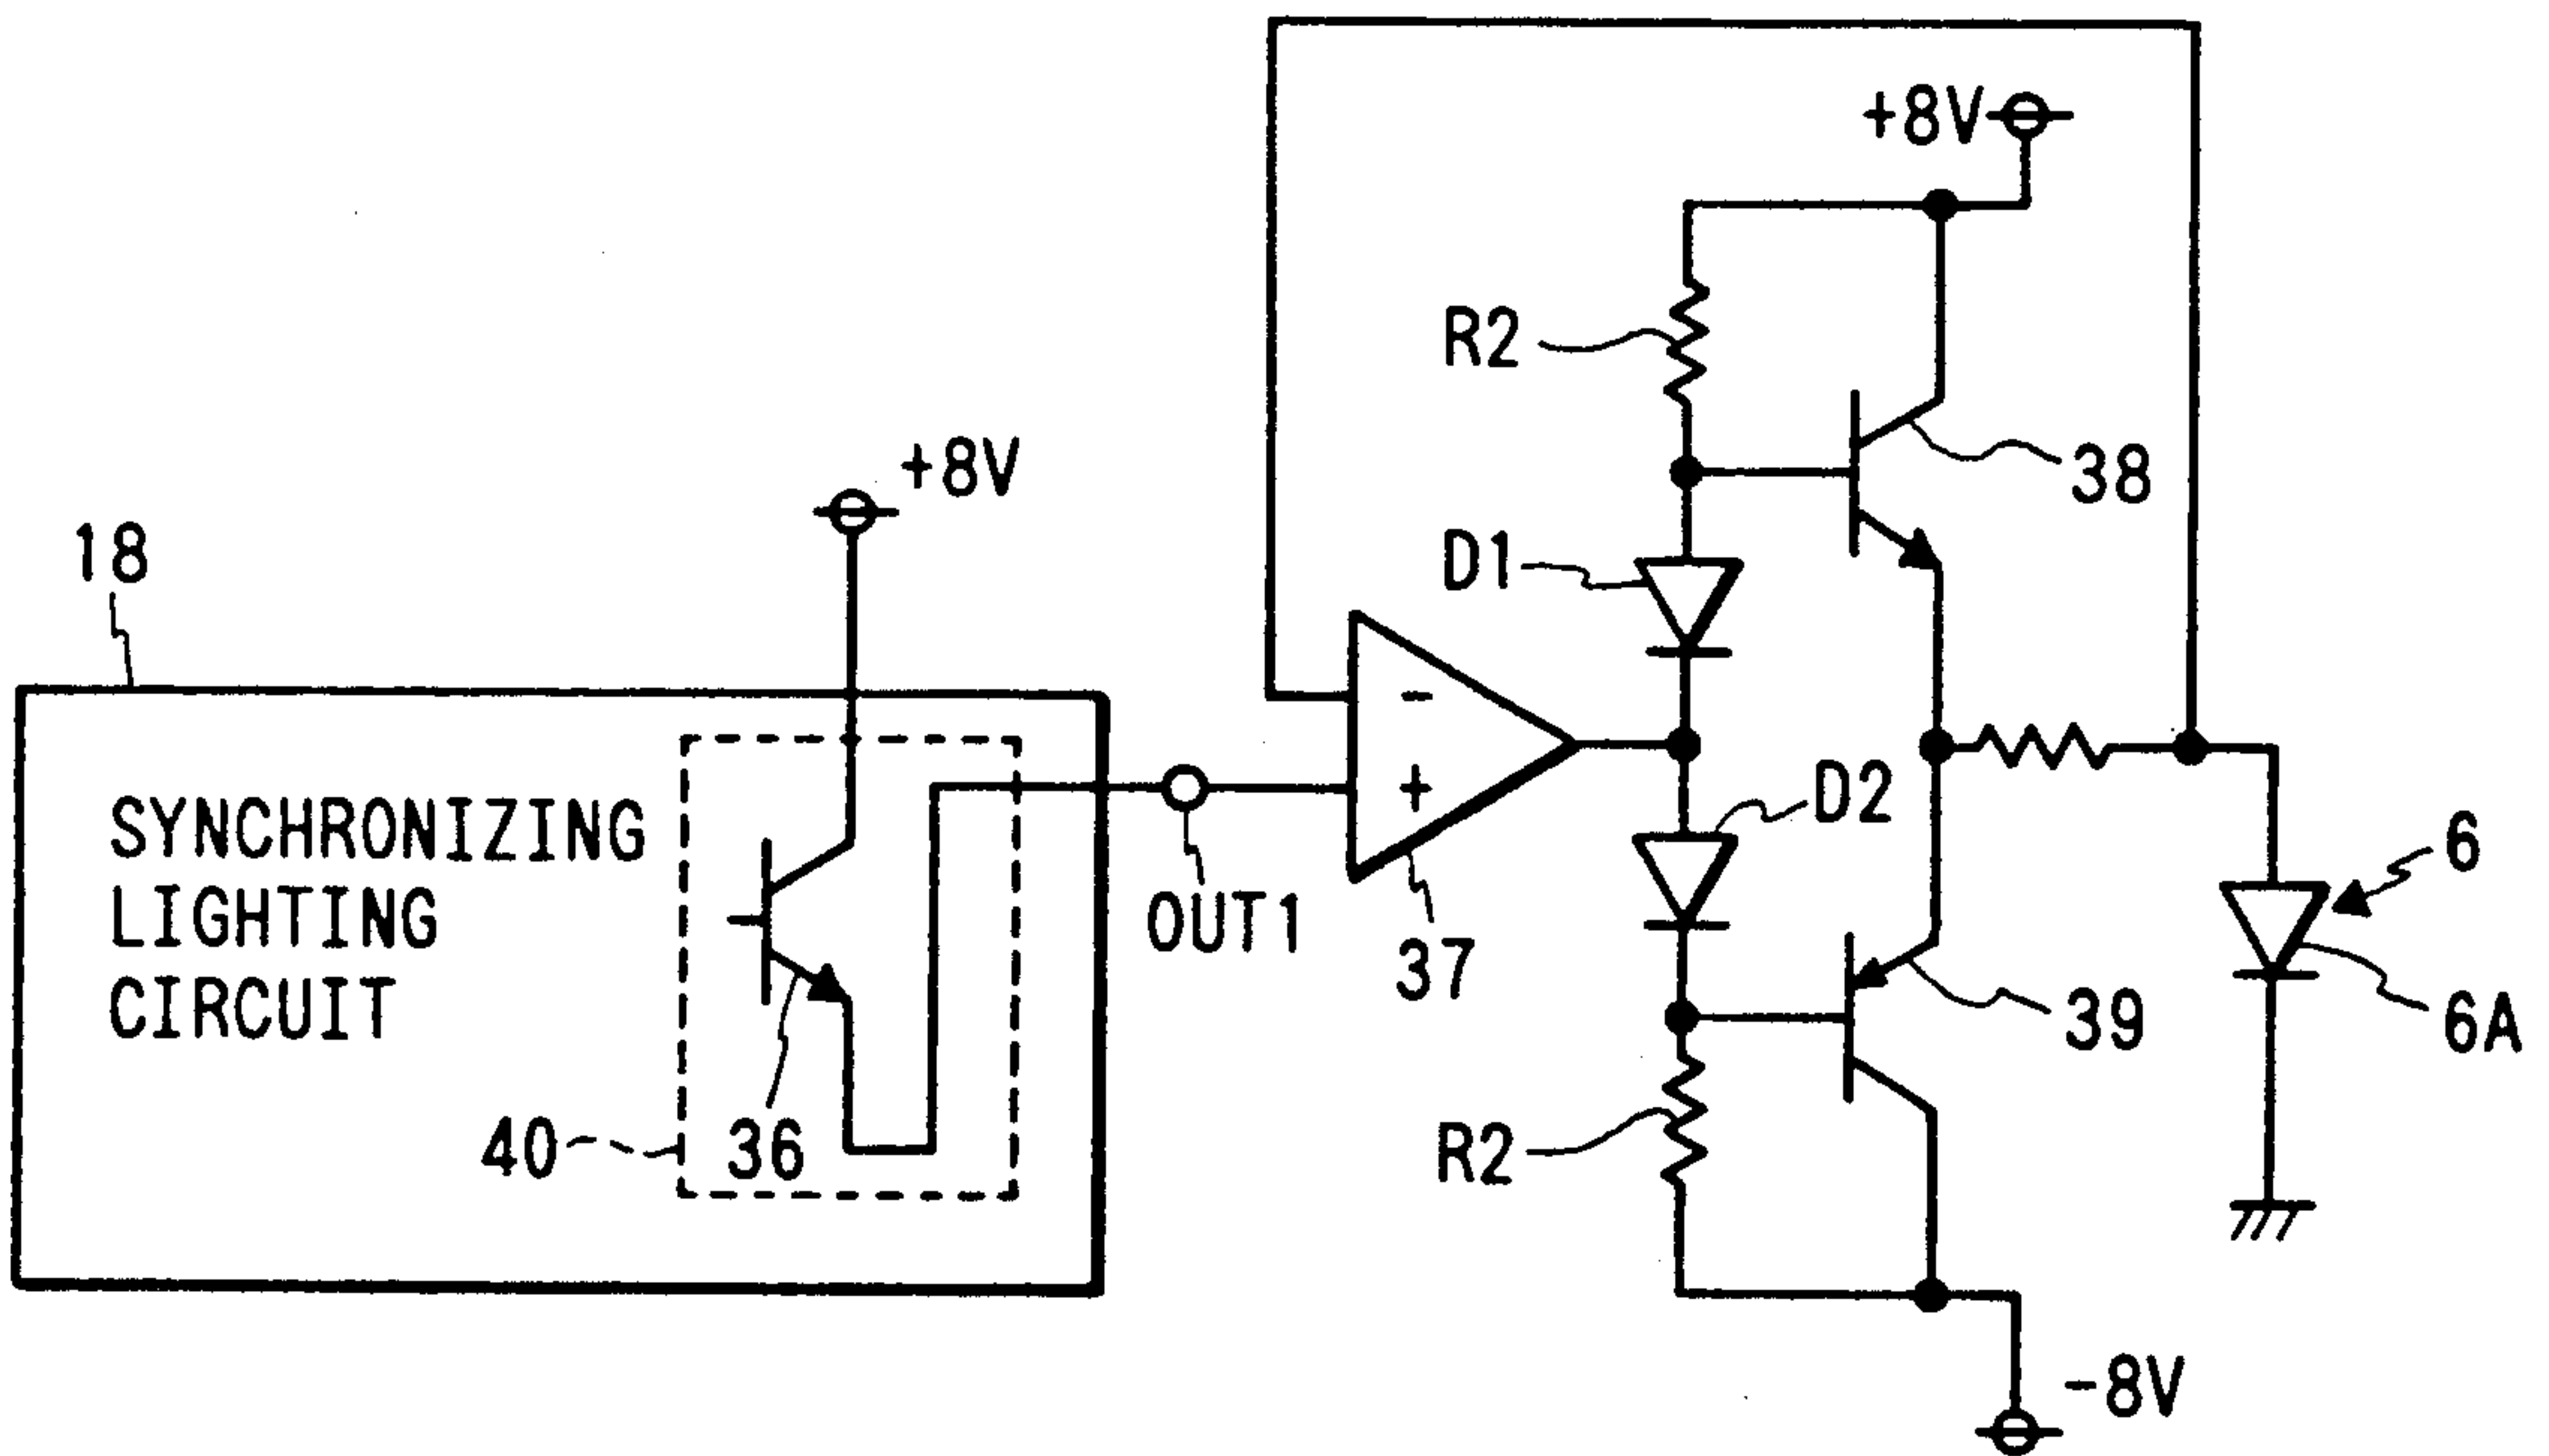 +8V
R2
38
+8V
18
D1
-
+
D2
SYNCHRONIZING
LIGHTING
CIRCUIT
OUT1
37
6
6A
39
40
36
R2
-8V